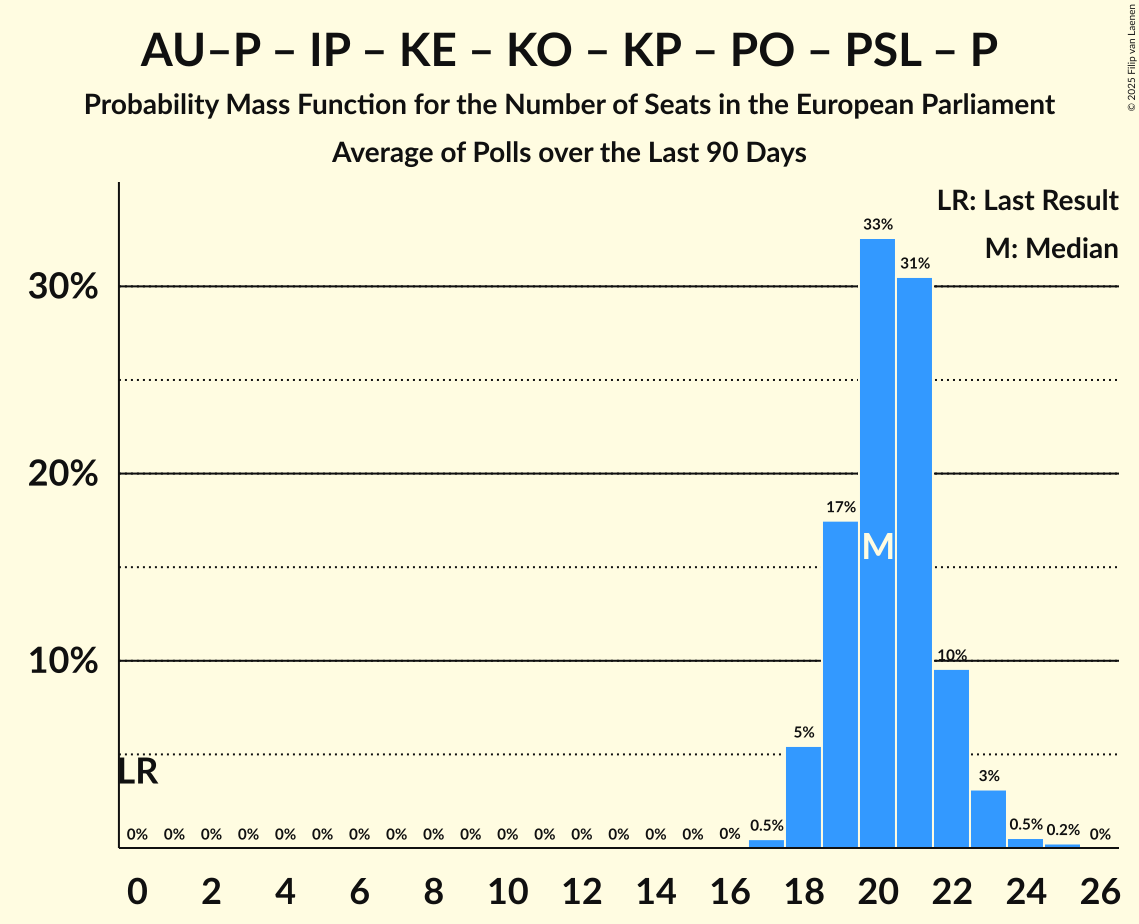 AU–P – IP – KE – KO – KP – PO – PSL – P
Probability Mass Function for the Number of Seats in the European Parliament
Average of Polls over the Last 90 Days
© 2025 Filip van Laenen
LR: Last Result
M: Median
33%
31%
30%
20%
17%
M
10%
10%
5%
LR
3%
0% 0% 0% 0% 0% 0% 0% 0% 0% 0% 0% 0% 0% 0% 0% 0% 0% 0.5% 0.5% 0.2% 0%
0 2 4 6 8 10 12 14 16 18 20 22 24 26